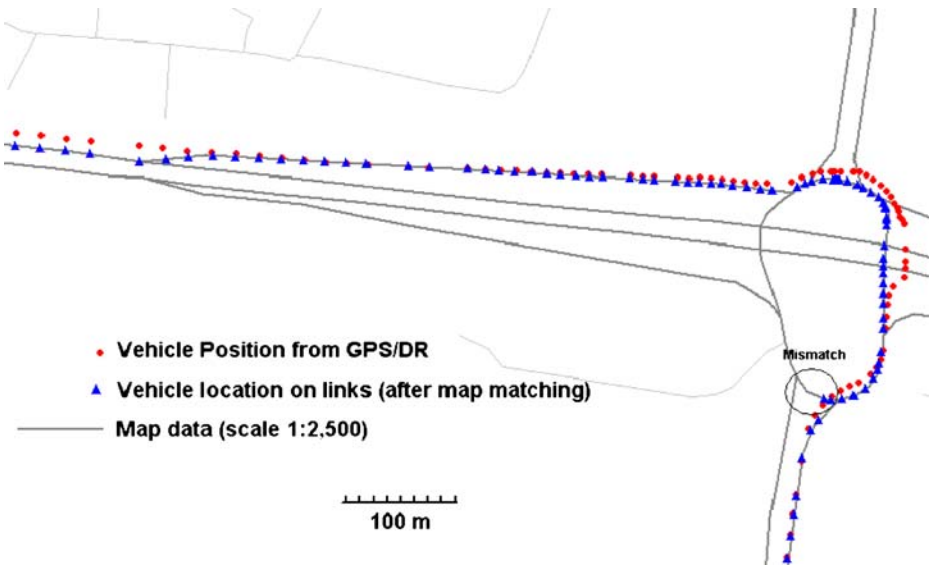 Mismatch
Vehicle Position from GPS/DR
Vehicle location on links (after map matching)
Map data (scale 1:2,500)
100 m